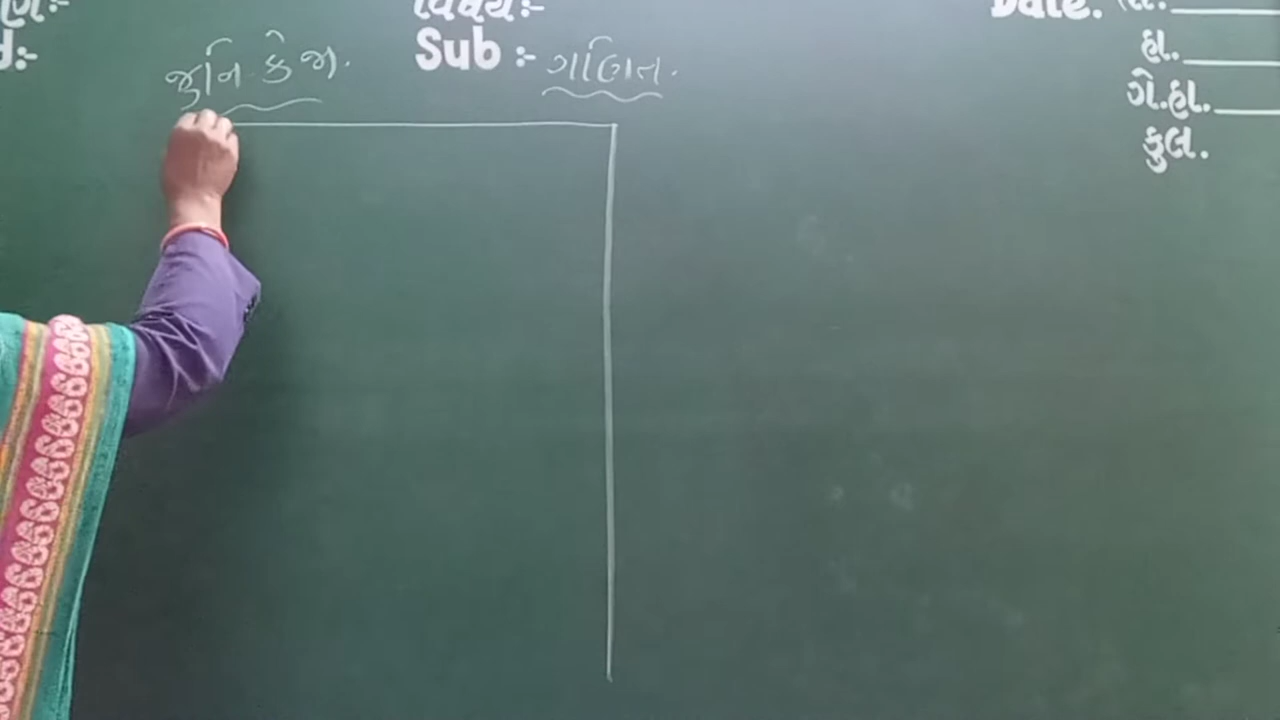 વિષય:-
Date.
Sub :- ગણિત.
જુનિ કે જી.
હા.
ગે.હા.
કુલ.